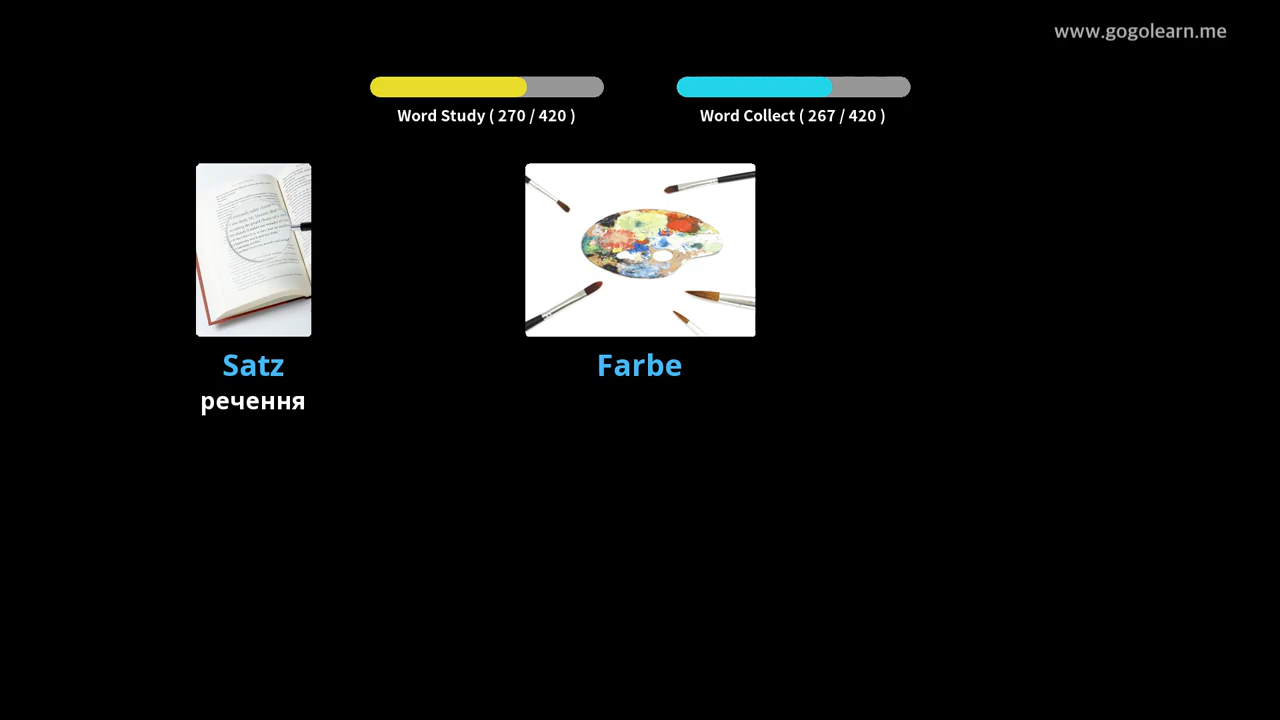 www.gogolearn.me
Word Study ( 270 / 420 )
Word Collect ( 267 / 420 )
Satz
речення
Farbe